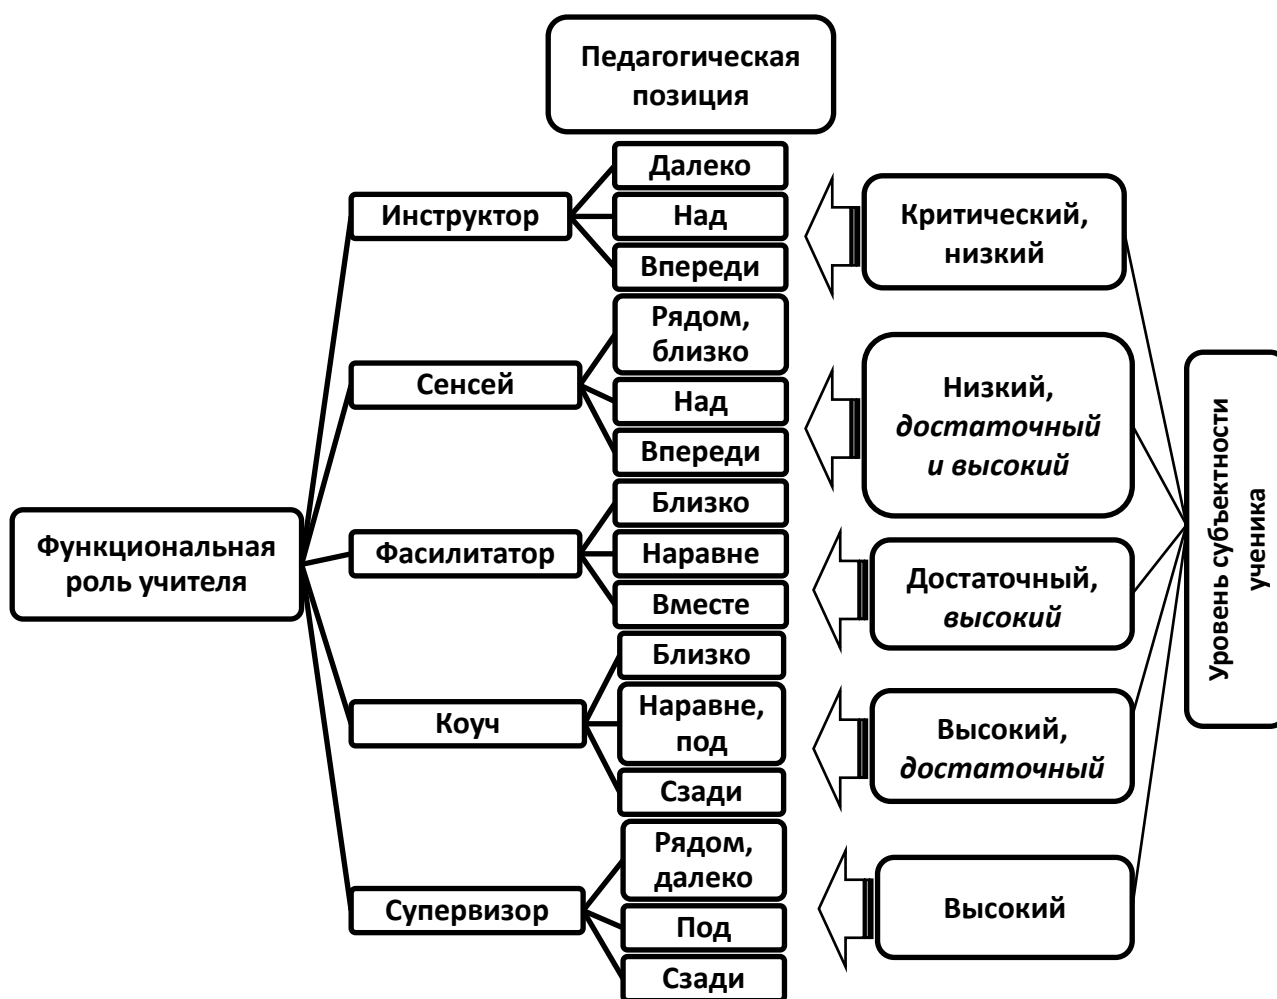 Педагогическая
позиция
Функциональная
роль учителя
Инструктор
Далеко
Над
Впереди
Критический,
низкий
Сенсей
Рядом,
близко
Над
Впереди
Низкий,
достаточный
и высокий
Фасилитатор
Близко
Наравне
Вместе
Достаточный,
высокий
Коуч
Близко
Наравне,
под
Сзади
Высокий,
достаточный
Супервизор
Рядом,
далеко
Под
Сзади
Высокий
Уровень субъектности
ученика